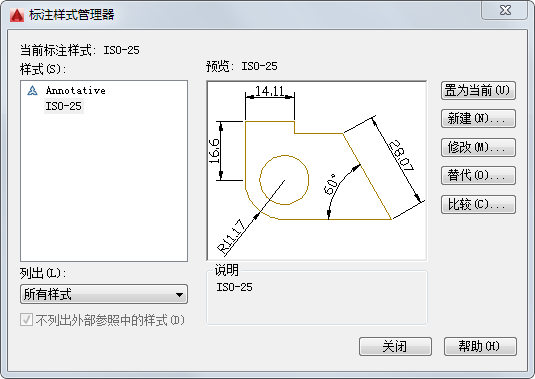 标注样式管理器
当前标注样式: ISO-25
样式(S):
Annotative
ISO-25
预览: ISO-25
14.11
16.6
R11.17
60°
28.07
置为当前(U)
新建(N)...
修改(M)...
替代(O)...
比较(C)...
列出(L):
所有样式
不列出外部参照中的样式(D)
说明
ISO-25
关闭
帮助(H)